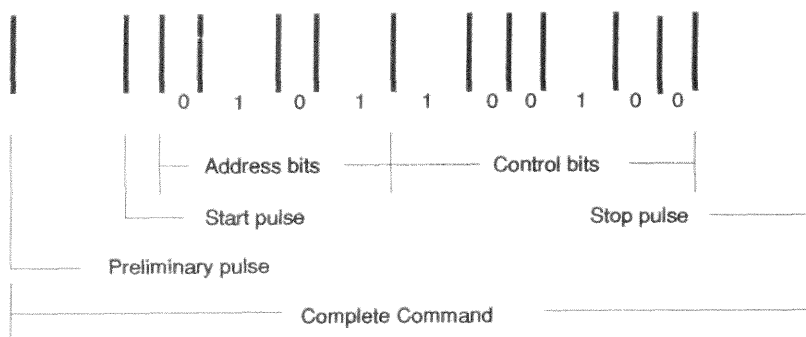 0 1 0 1 1 0 0 1 0 0
Address bits Control bits
Start pulse Stop pulse
Preliminary pulse
Complete Command